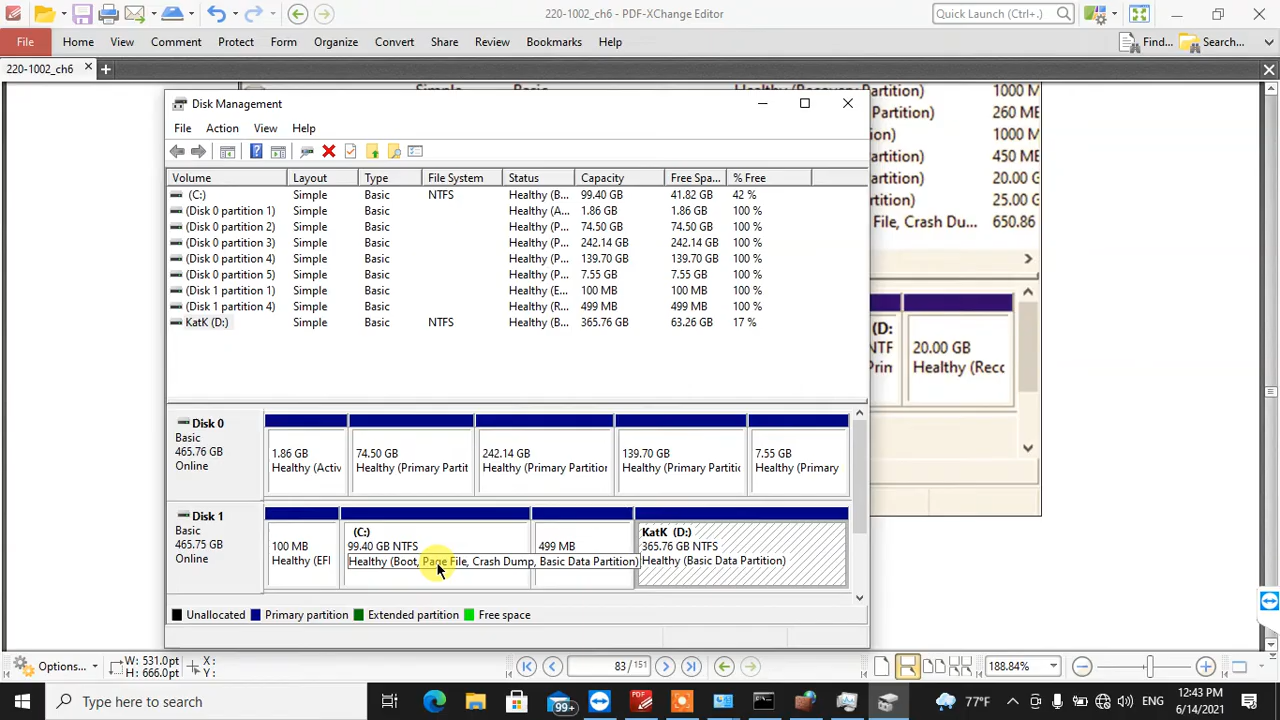 220-1002_ch6 - PDF-XChange Editor
Quick Launch (Ctrl+.)
File Home View Comment Protect Form Organize Convert Share Review Bookmarks Help
Find... Search...
220-1002_ch6
Disk Management
File Action View Help
Volume Layout Type File System Status Capacity Free Spa... % Free
(C:) Simple Basic NTFS Healthy (B... 99.40 GB 41.82 GB 42 %
(Disk 0 partition 1) Simple Basic Healthy (A... 1.86 GB 1.86 GB 100 %
(Disk 0 partition 2) Simple Basic Healthy (P... 74.50 GB 74.50 GB 100 %
(Disk 0 partition 3) Simple Basic Healthy (P... 242.14 GB 242.14 GB 100 %
(Disk 0 partition 4) Simple Basic Healthy (P... 139.70 GB 139.70 GB 100 %
(Disk 0 partition 5) Simple Basic Healthy (P... 7.55 GB 7.55 GB 100 %
(Disk 1 partition 1) Simple Basic Healthy (E... 100 MB 100 MB 100 %
(Disk 1 partition 4) Simple Basic Healthy (R... 499 MB 499 MB 100 %
KatK (D:) Simple Basic NTFS Healthy (B... 365.76 GB 63.26 GB 17 %
Disk 0
Basic
465.76 GB
Online
1.86 GB
Healthy (Activ
74.50 GB
Healthy (Primary Partit
242.14 GB
Healthy (Primary Partition
139.70 GB
Healthy (Primary Partitic
7.55 GB
Healthy (Primary
Disk 1
Basic
465.75 GB
Online
100 MB
Healthy (EFI
(C:)
99.40 GB NTFS
Healthy (Boot, Page File, Crash Dump, Basic Data Partition)
499 MB
KatK (D:)
365.76 GB NTFS
Healthy (Basic Data Partition)
Unallocated Primary partition Extended partition Free space
Partition) 1000 M
Partition) 260 ME
Partition) 1000 M
Partition) 450 ME
artition) 20.00 G
rtition) 25.00 G
File, Crash Du... 650.86
(D:
NTF
Prin
20.00 GB
Healthy (Recc
Options... W: 531.0pt X:
H: 666.0pt Y:
83 / 151
188.84%
Type here to search
99+
77°F
ENG
12:43 PM
6/14/2021